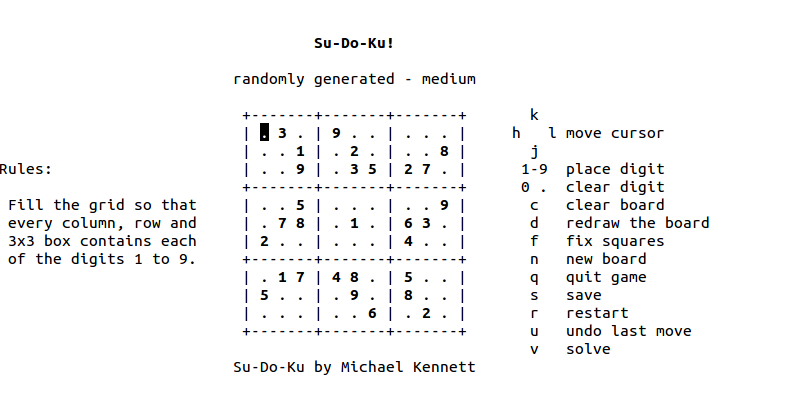 Su-Do-Ku!
randomly generated - medium
+-------+-------+-------+ k
| . 3 . | 9 . . | . . . | h l move cursor
| . . 1 | . 2 . | . . 8 | j
Rules: | . . 9 | . 3 5 | 2 7 . | 1-9 place digit
+-------+-------+-------+ 0 . clear digit
Fill the grid so that | . . 5 | . . . | . . 9 | c clear board
every column, row and | . 7 8 | . 1 . | 6 3 . | d redraw the board
3x3 box contains each | 2 . . | . . . | 4 . . | f fix squares
of the digits 1 to 9. +-------+-------+-------+ n new board
| . 1 7 | 4 8 . | 5 . . | q quit game
| 5 . . | . 9 . | 8 . . | s save
| . . . | . . 6 | . 2 . | r restart
+-------+-------+-------+ u undo last move
v solve
Su-Do-Ku by Michael Kennett